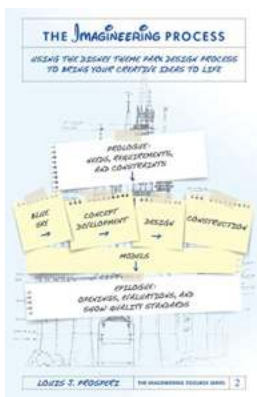 THE IMAGINEERING PROCESS
USING THE DISNEY THEME PARK DESIGN PROCESS
TO BRING YOUR CREATIVE IDEAS TO LIFE
PROLOGUE:
NEEDS, REQUIREMENTS,
AND CONSTRAINTS
BLUE
SKY
CONCEPT
DEVELOPMENT
DESIGN
CONSTRUCTION
MODELS
EPILOGUE:
OPENINGS, EVALUATIONS, AND
SHOW QUALITY STANDARDS
LOUIS J. PROSPERI
THE IMAGINEERING TOOLBOX SERIES 2